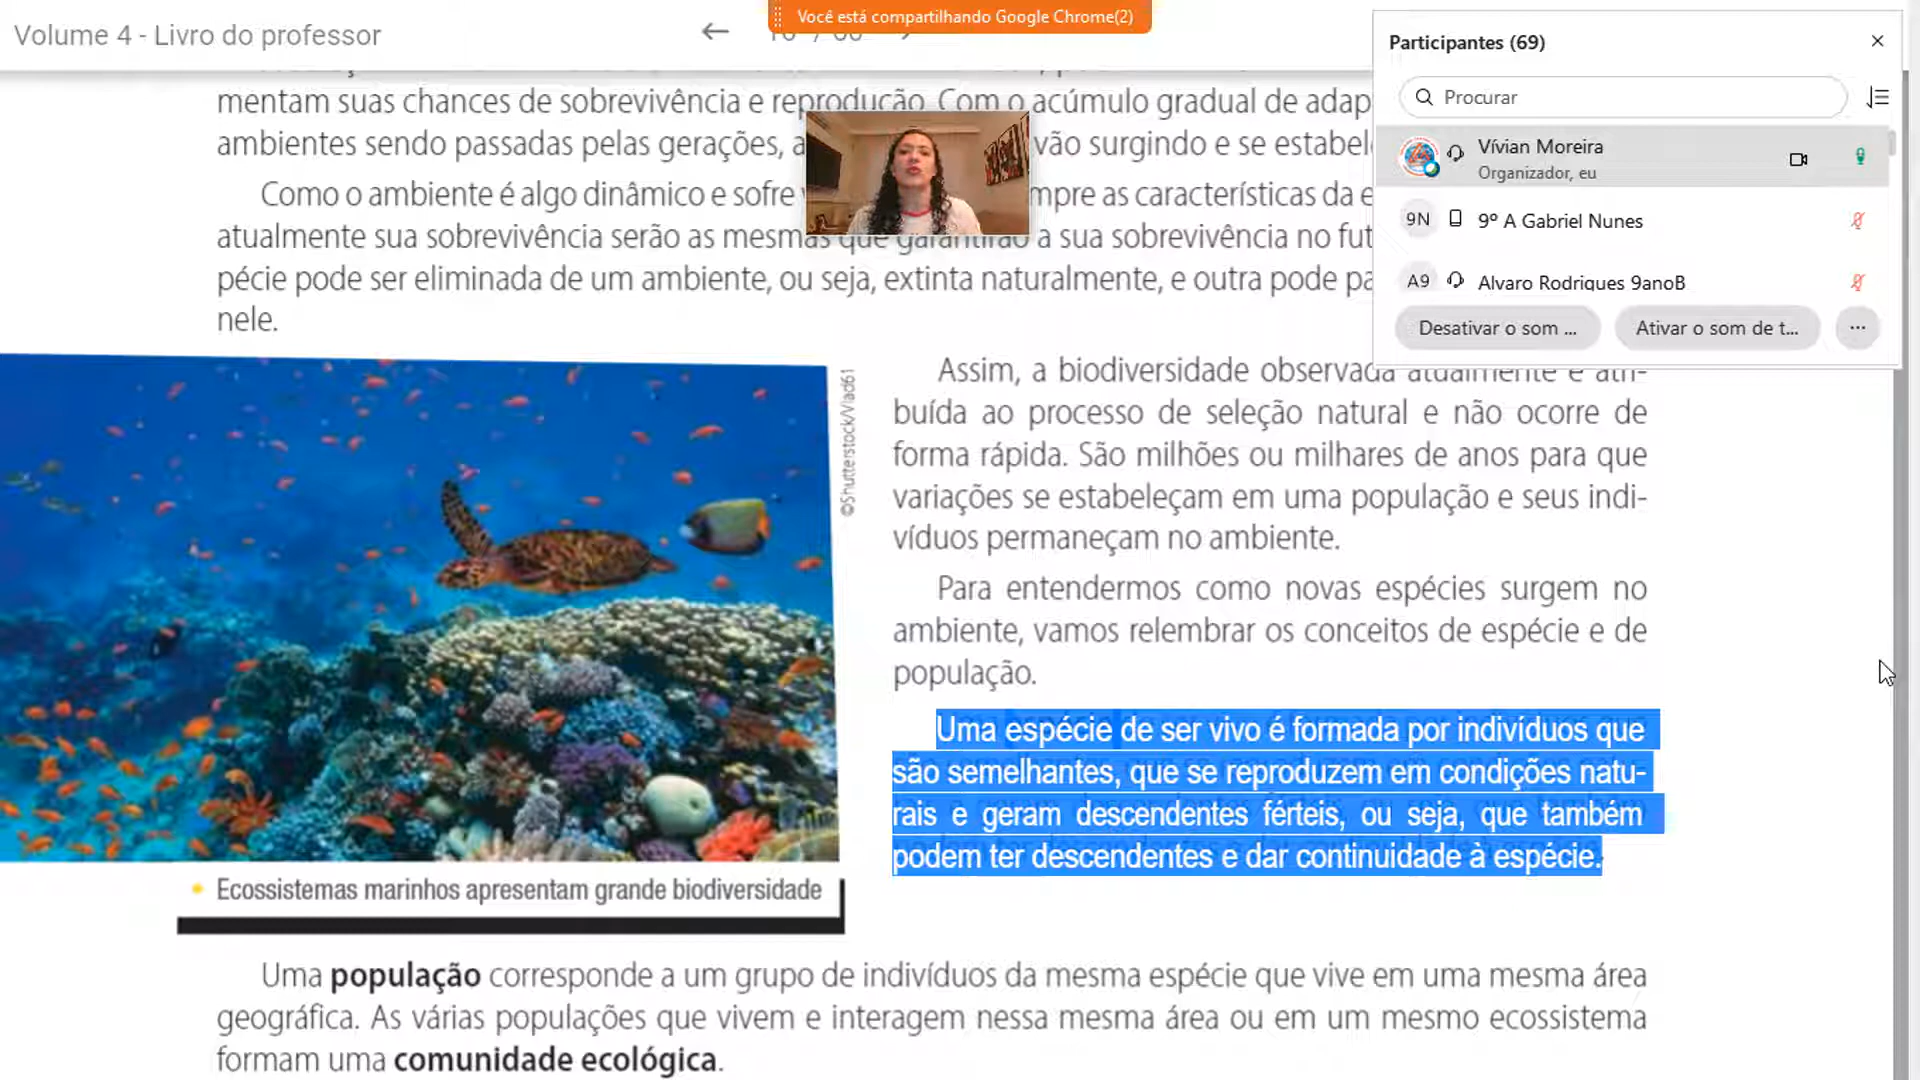 Você está compartilhando Google Chrome(2)
Volume 4 - Livro do professor
Participantes (69)
Procurar
Vívian Moreira
Organizador, eu
9N 9º A Gabriel Nunes
A9 Alvaro Rodrigues 9anoB
Desativar o som ...
Ativar o som de t...
mentam suas chances de sobrevivência e reprodução. Com o acúmulo gradual de adap
ambientes sendo passadas pelas gerações, vão surgindo e se estabel
Como o ambiente é algo dinâmico e sofre mpre as características da e
atualmente sua sobrevivência serão as mesmas que garantirão a sua sobrevivência no fut
pécie pode ser eliminada de um ambiente, ou seja, extinta naturalmente, e outra pode pa
nele.
©Shutterstock/Vlad61
Assim, a biodiversidade observada atualmente é atri-
buída ao processo de seleção natural e não ocorre de
forma rápida. São milhões ou milhares de anos para que
variações se estabeleçam em uma população e seus indi-
víduos permaneçam no ambiente.
Para entendermos como novas espécies surgem no
ambiente, vamos relembrar os conceitos de espécie e de
população.
Uma espécie de ser vivo é formada por indivíduos que
são semelhantes, que se reproduzem em condições natu-
rais e geram descendentes férteis, ou seja, que também
podem ter descendentes e dar continuidade à espécie.
Ecossistemas marinhos apresentam grande biodiversidade
Uma população corresponde a um grupo de indivíduos da mesma espécie que vive em uma mesma área
geográfica. As várias populações que vivem e interagem nessa mesma área ou em um mesmo ecossistema
formam uma comunidade ecológica.